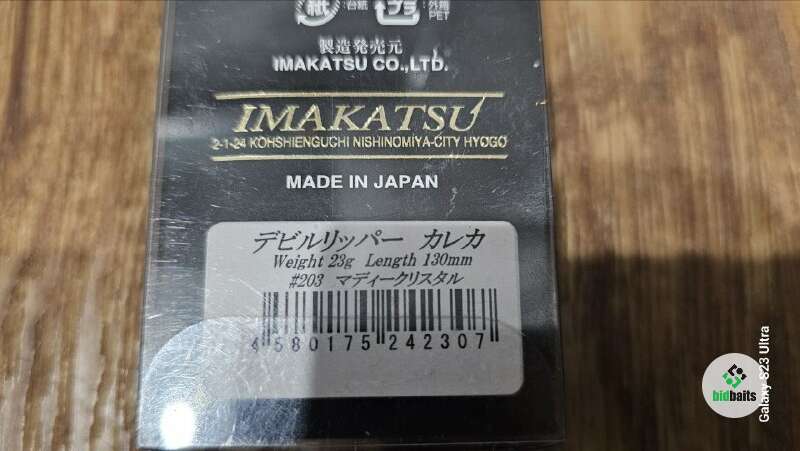 紙
台紙
プラ
外箱
PET
製造発売元
IMAKATSU CO.,LTD.
IMAKATSU
2-1-24 KOHSHIENGUCHI NISHINOMIYA-CITY HYOGO
MADE IN JAPAN
デビルリッパー カレカ
Weight 23g Length 130mm
#203 マディークリスタル
4 580175 242307
bidbaits
Galaxy S23 Ultra